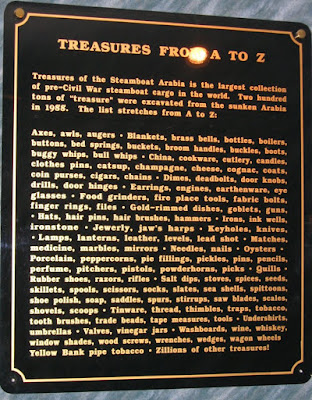 TREASURES FROM A TO Z
Treasures of the Steamboat Arabia is the largest collection
of pre-Civil War steamboat cargo in the world. Two hundred
tons of "treasure" were excavated from the sunken Arabia
in 1988. The list stretches from A to Z:
Axes, awls, augers · Blankets, brass bells, bottles, boilers,
buttons, bed springs, buckets, broom handles, buckles, boots,
buggy whips, bull whips · China, cookware, cutlery, candles,
clothes pins, catsup, champagne, cheese, cognac, coats,
coin purses, cigars, chains · Dimes, deadbolts, door knobs,
drills, door hinges · Earrings, engines, earthenware, eye
glasses · Food grinders, fire place tools, fabric bolts,
finger rings, files · Gold-rimmed dishes, goblets, guns,
· Hats, hair pins, hair brushes, hammers · Irons, ink wells,
ironstone · Jewerly, jaw's harps · Keyholes, knives,
· Lamps, lanterns, leather, levels, lead shot · Matches,
medicine, marbles, mirrors · Needles, nails · Oysters ·
Porcelain, peppercorns, pie fillings, pickles, pins, pencils,
perfume, pitchers, pistols, powderhorns, picks · Quills ·
Rubber shoes, razors, rifles · Salt dips, stoves, spices, seeds,
skillets, spools, scissors, socks, slates, sea shells, spittoons,
shoe polish, soap, saddles, spurs, stirrups, saw blades, scales,
shovels, scoops · Tinware, thread, thimbles, traps, tobacco,
tooth brushes, trade beads, tape measures, tools · Undershirts,
umbrellas · Valves, vinegar jars · Washboards, wine, whiskey,
window shades, wood screws, wrenches, wedges, wagon wheels
Yellow Bank pipe tobacco · Zillions of other treasures!